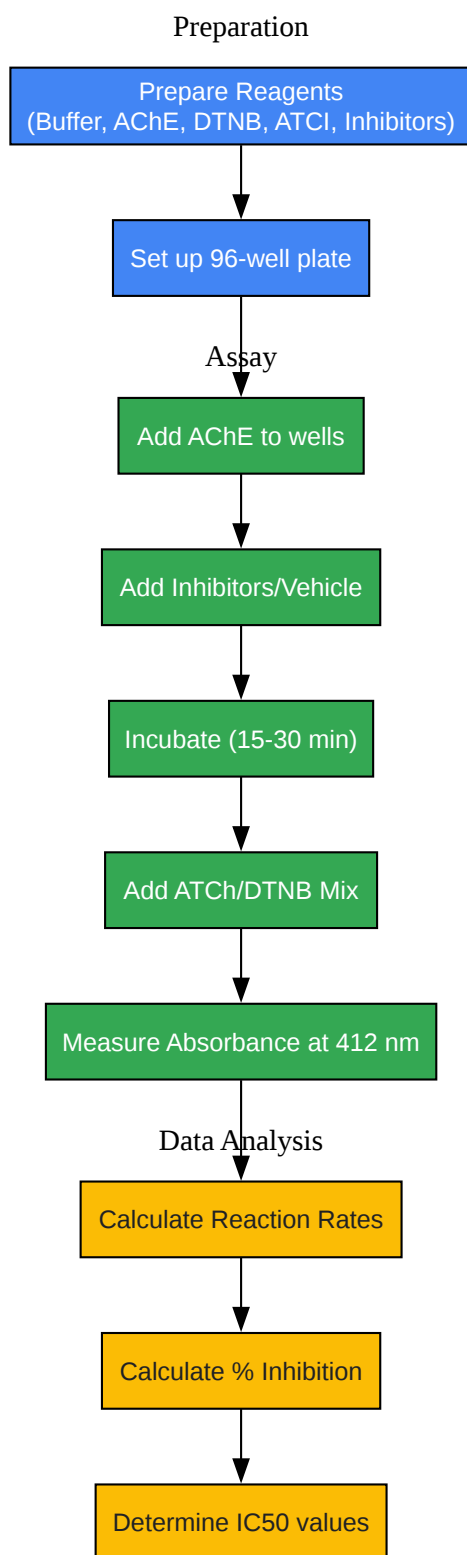 Preparation
Prepare Reagents
(Buffer, AChE, DTNB, ATCI, Inhibitors)
Set up 96-well plate
Assay
Add AChE to wells
Add Inhibitors/Vehicle
Incubate (15-30 min)
Add ATCh/DTNB Mix
Measure Absorbance at 412 nm
Data Analysis
Calculate Reaction Rates
Calculate % Inhibition
Determine IC50 values